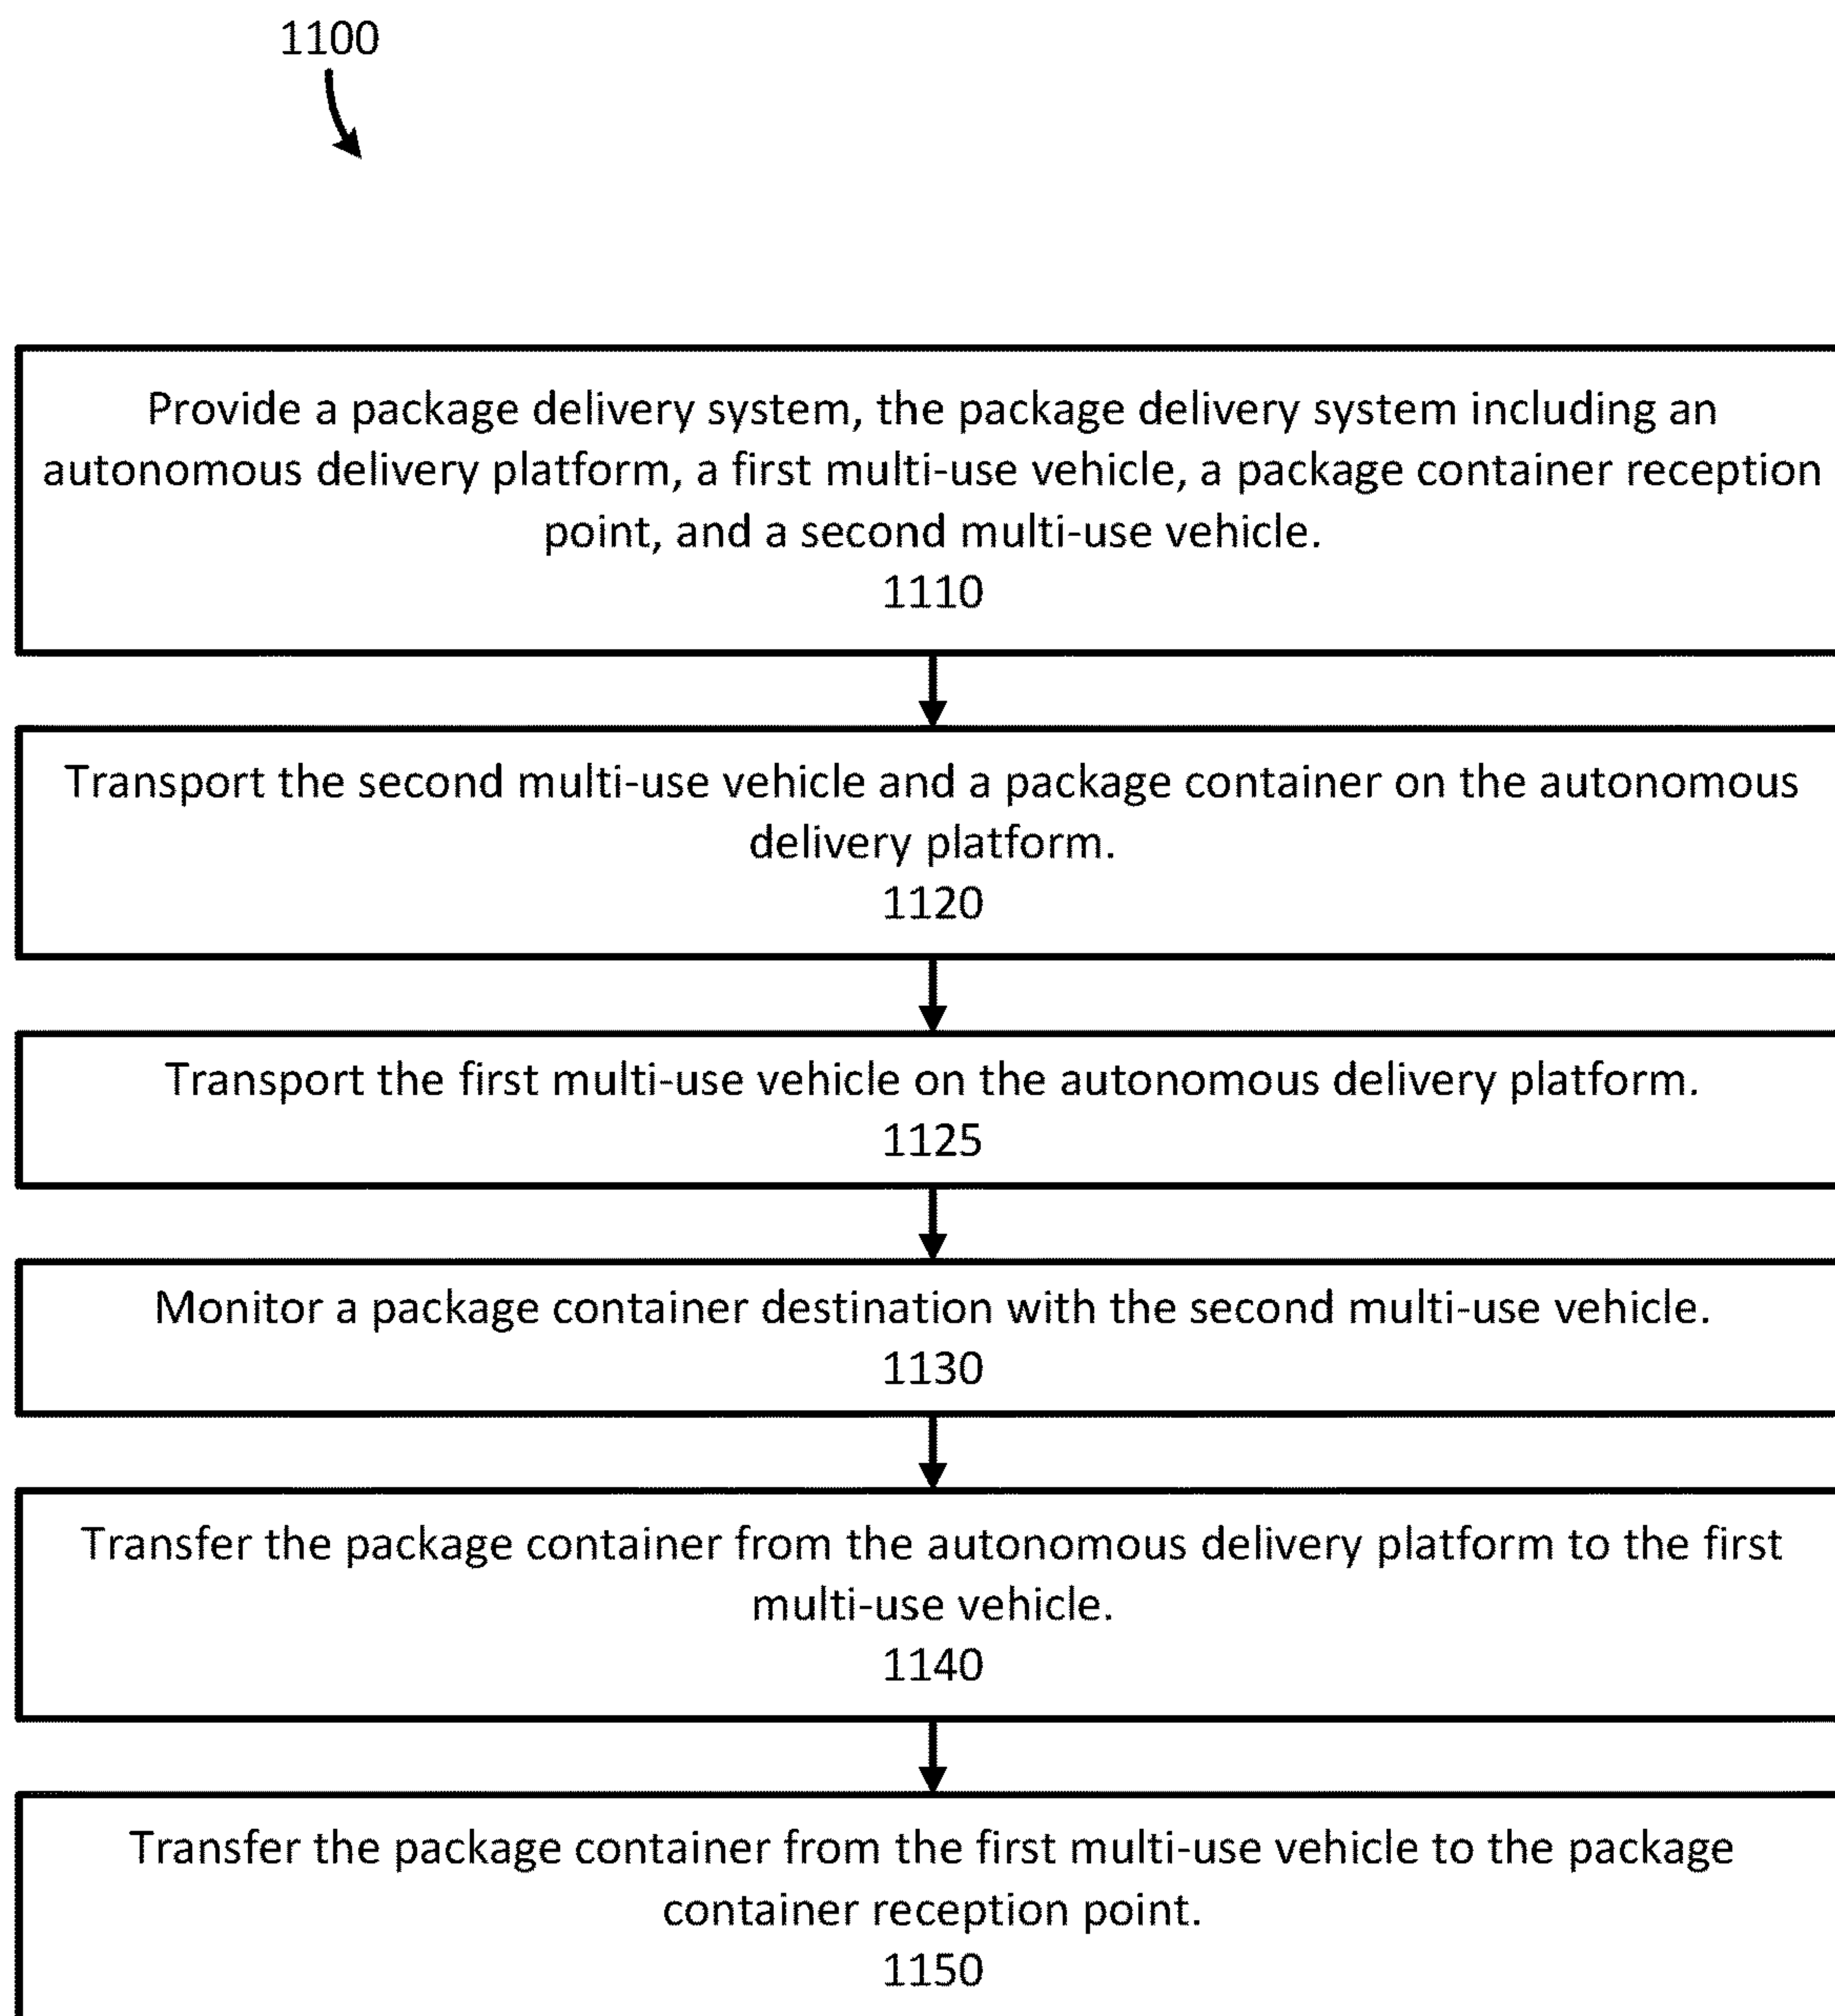 1100
Provide a package delivery system, the package delivery system including an
autonomous delivery platform, a first multi-use vehicle, a package container reception
point, and a second multi-use vehicle.
1110
Transport the second multi-use vehicle and a package container on the autonomous
delivery platform.
1120
Transport the first multi-use vehicle on the autonomous delivery platform.
1125
Monitor a package container destination with the second multi-use vehicle.
1130
Transfer the package container from the autonomous delivery platform to the first
multi-use vehicle.
1140
Transfer the package container from the first multi-use vehicle to the package
container reception point.
1150